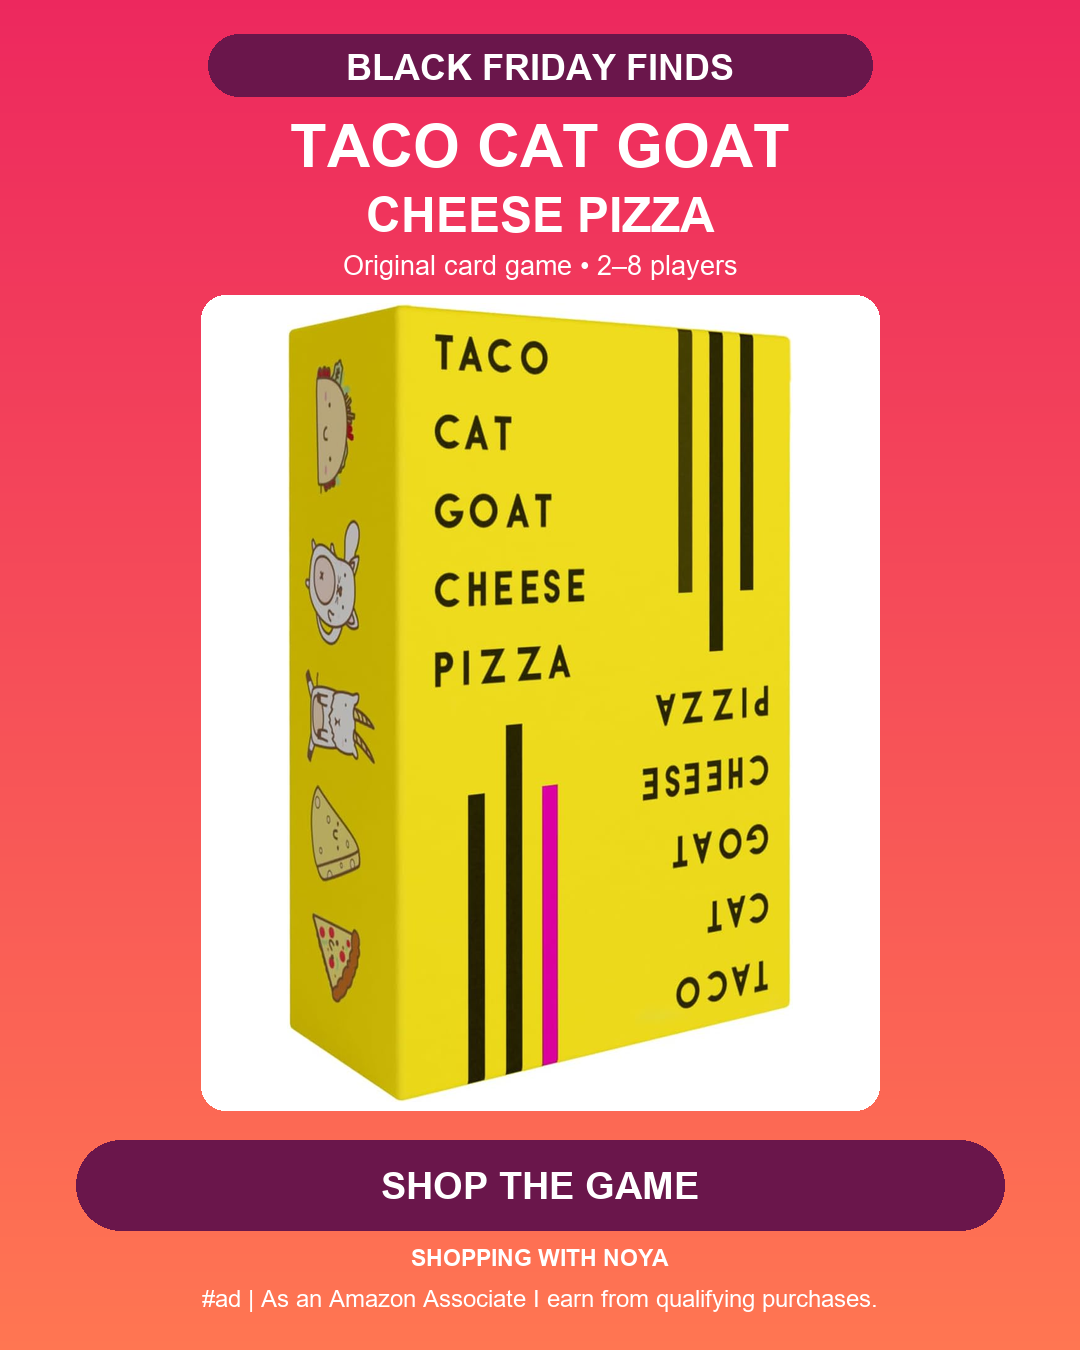 BLACK FRIDAY FINDS
TACO CAT GOAT
CHEESE PIZZA
Original card game • 2–8 players
TACO
CAT
GOAT
CHEESE
PIZZA
PIZZA
CHEESE
GOAT
CAT
TACO
SHOP THE GAME
SHOPPING WITH NOYA
#ad | As an Amazon Associate I earn from qualifying purchases.